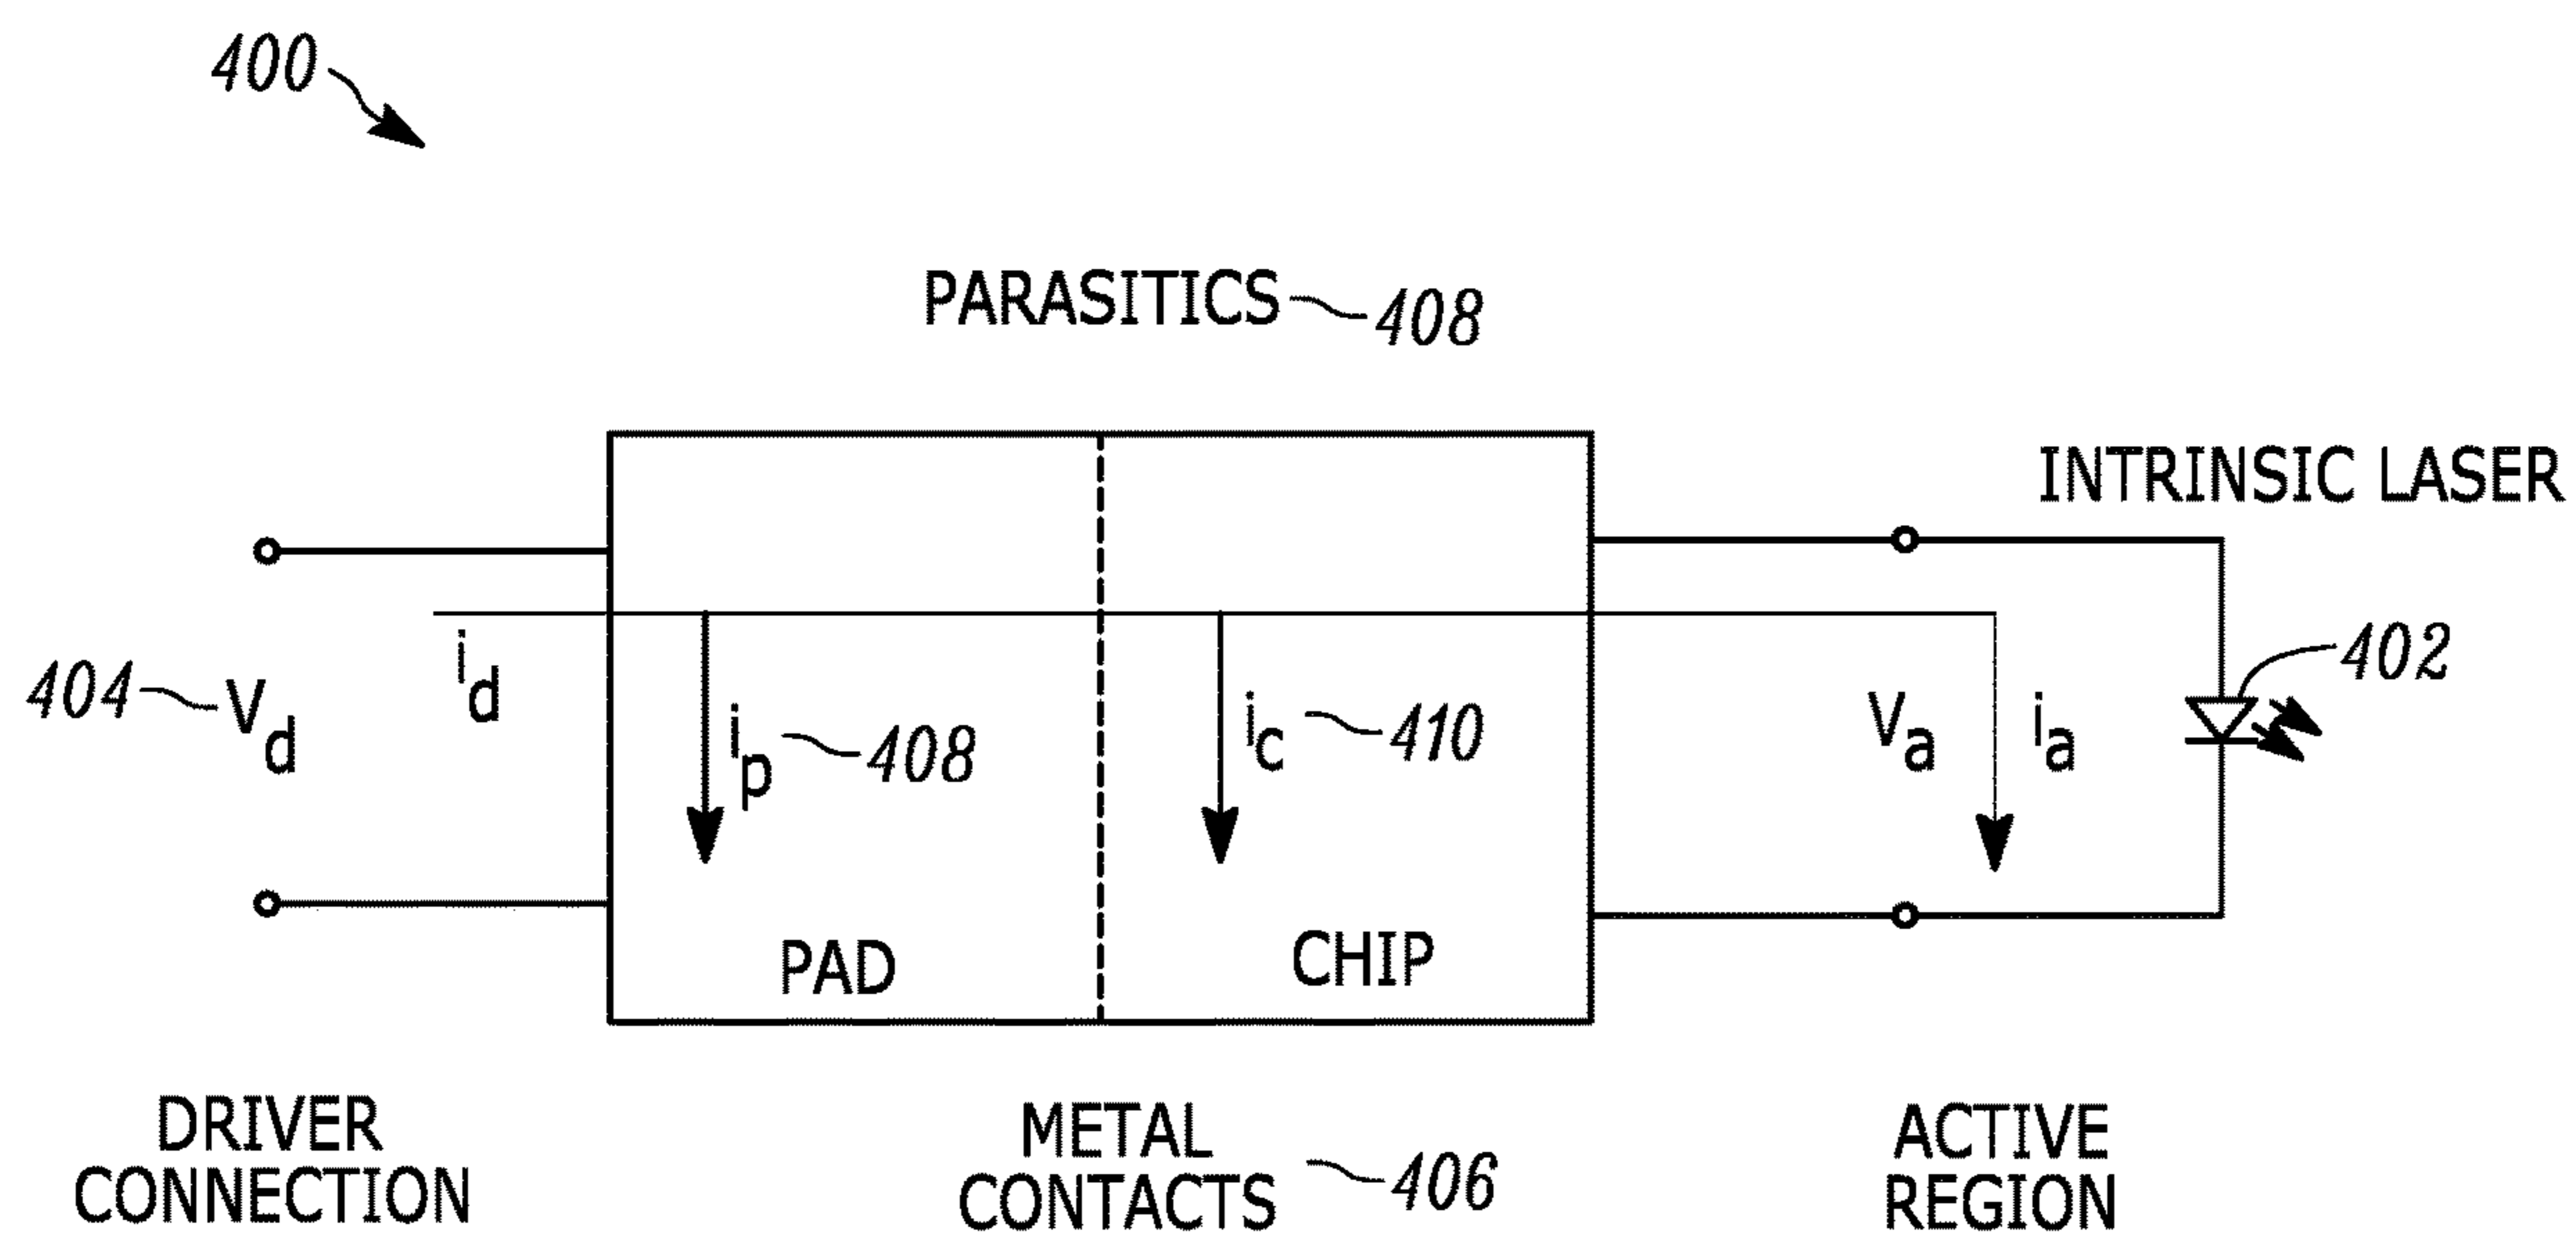 400
PARASITICS 408
INTRINSIC LASER
404 Vd
id
ip 408
ic 410
Va
ia
402
PAD
CHIP
DRIVER
CONNECTION
METAL
CONTACTS
406
ACTIVE
REGION